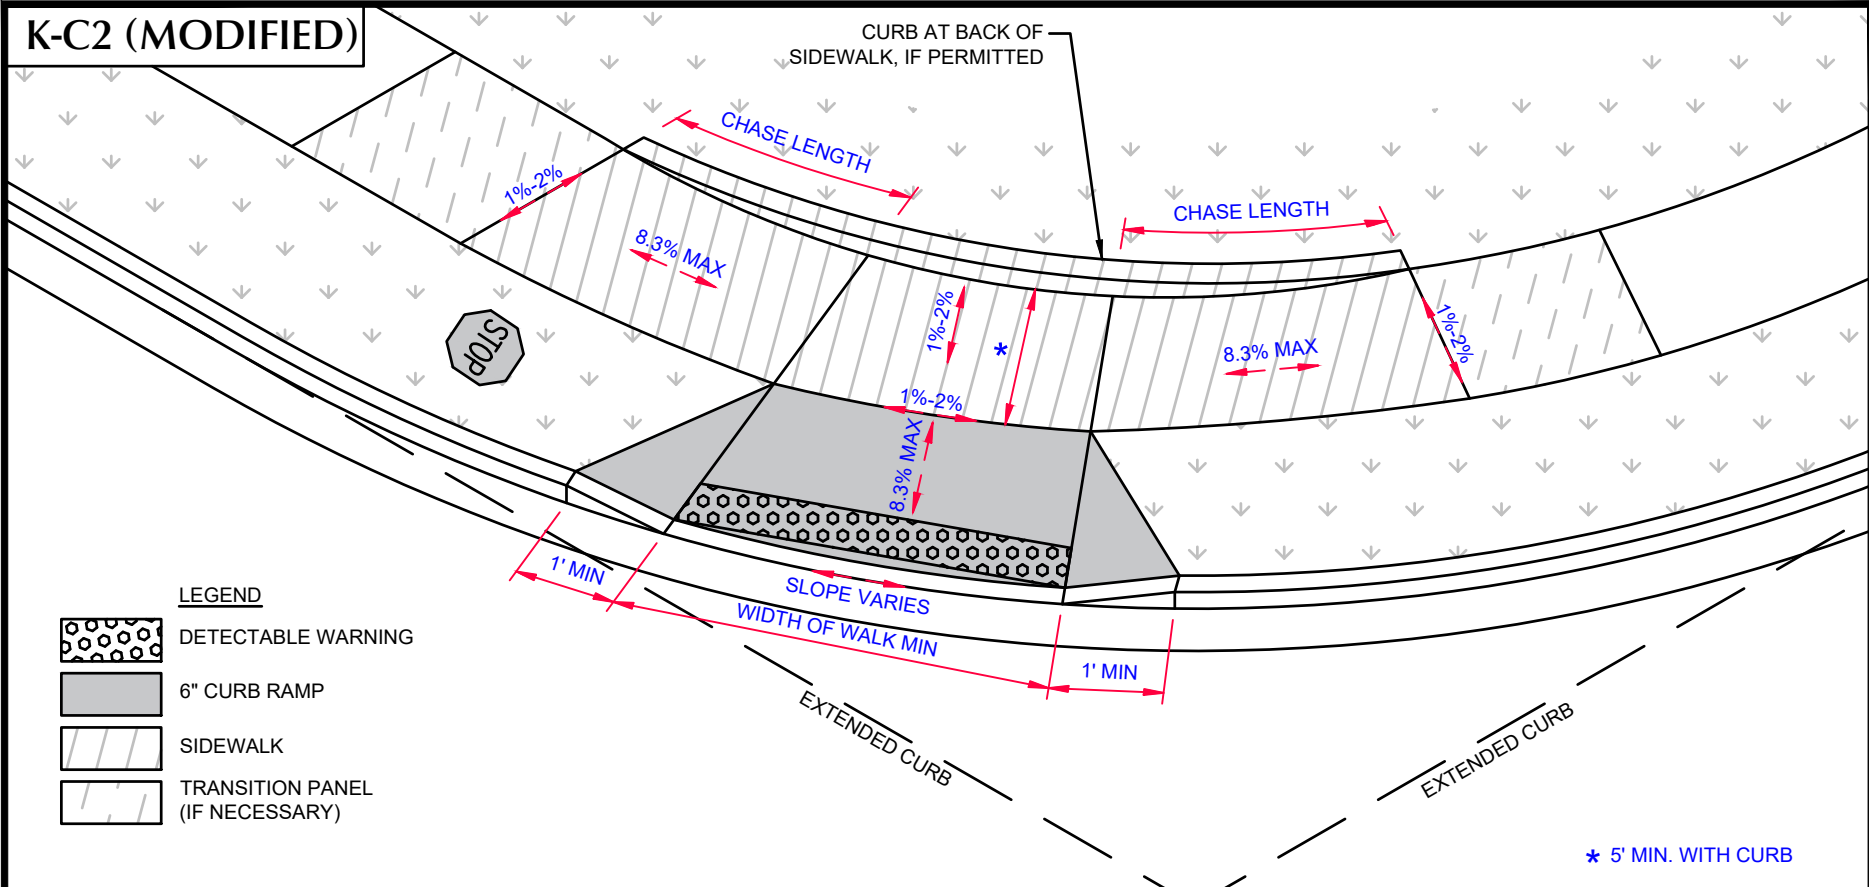 K-C2 (MODIFIED)
CURB AT BACK OF
SIDEWALK, IF PERMITTED
CHASE LENGTH
CHASE LENGTH
1%-2%
8.3% MAX
1%-2%
*
8.3% MAX
1%-2%
STOP
1%-2%
8.3% MAX
1' MIN
SLOPE VARIES
WIDTH OF WALK MIN
1' MIN
EXTENDED CURB
EXTENDED CURB
LEGEND
DETECTABLE WARNING
6" CURB RAMP
SIDEWALK
TRANSITION PANEL
(IF NECESSARY)
* 5' MIN. WITH CURB